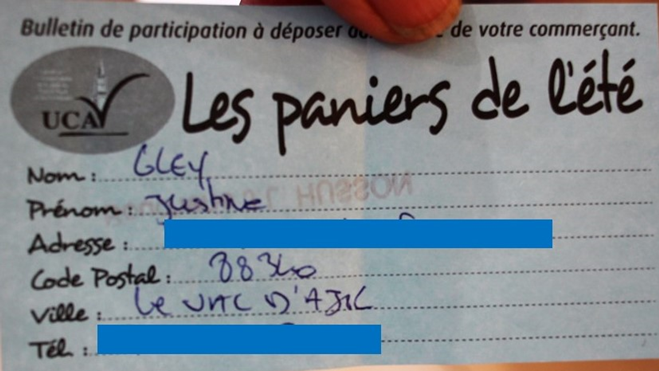 Bulletin de participation à déposer de votre commerçant.
UCA
Les paniers de l'été
Nom : GLEY
Prénom : Justine
HUSSON
Adresse :
Code Postal : 88340
Ville : Le VAL D'AJOL
Tél. :